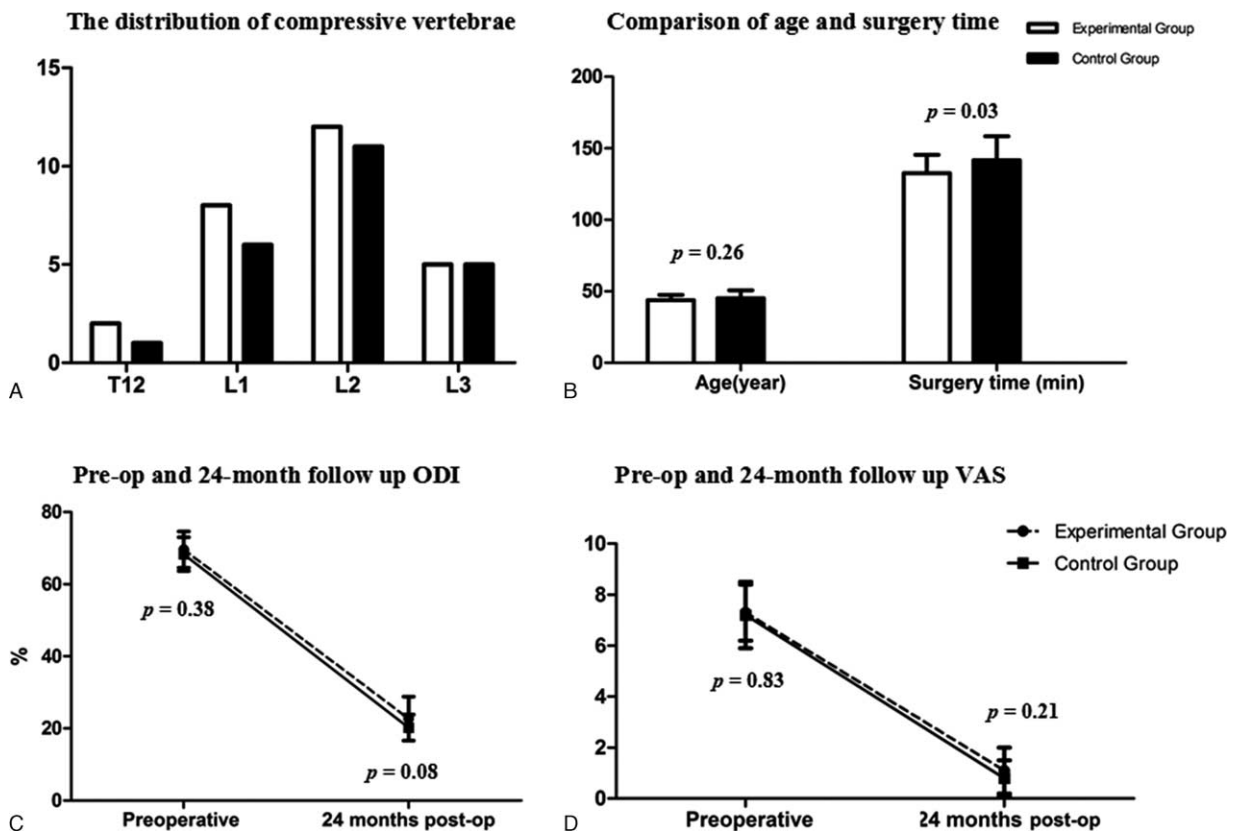 The distribution of compressive vertebrae
15
10
5
0
T12 L1 L2 L3
A
Comparison of age and surgery time
Experimental Group
Control Group
200
150
100
50
0
p = 0.26
p = 0.03
Age(year) Surgery time (min)
B
Pre-op and 24-month follow up ODI
80
60
40
20
0
%
p = 0.38
p = 0.08
Preoperative 24 months post-op
C
Pre-op and 24-month follow up VAS
Experimental Group
Control Group
10
8
6
4
2
0
p = 0.83
p = 0.21
Preoperative 24 months post-op
D